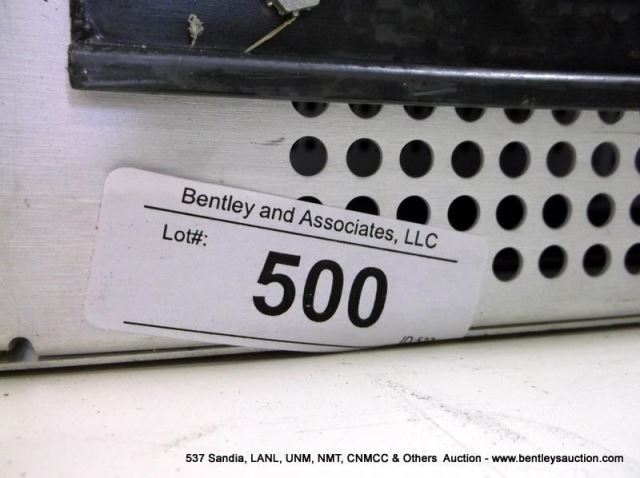 Bentley and Associates, LLC
Lot#:
500
537 Sandia, LANL, UNM, NMT, CNMCC & Others Auction - www.bentleysauction.com